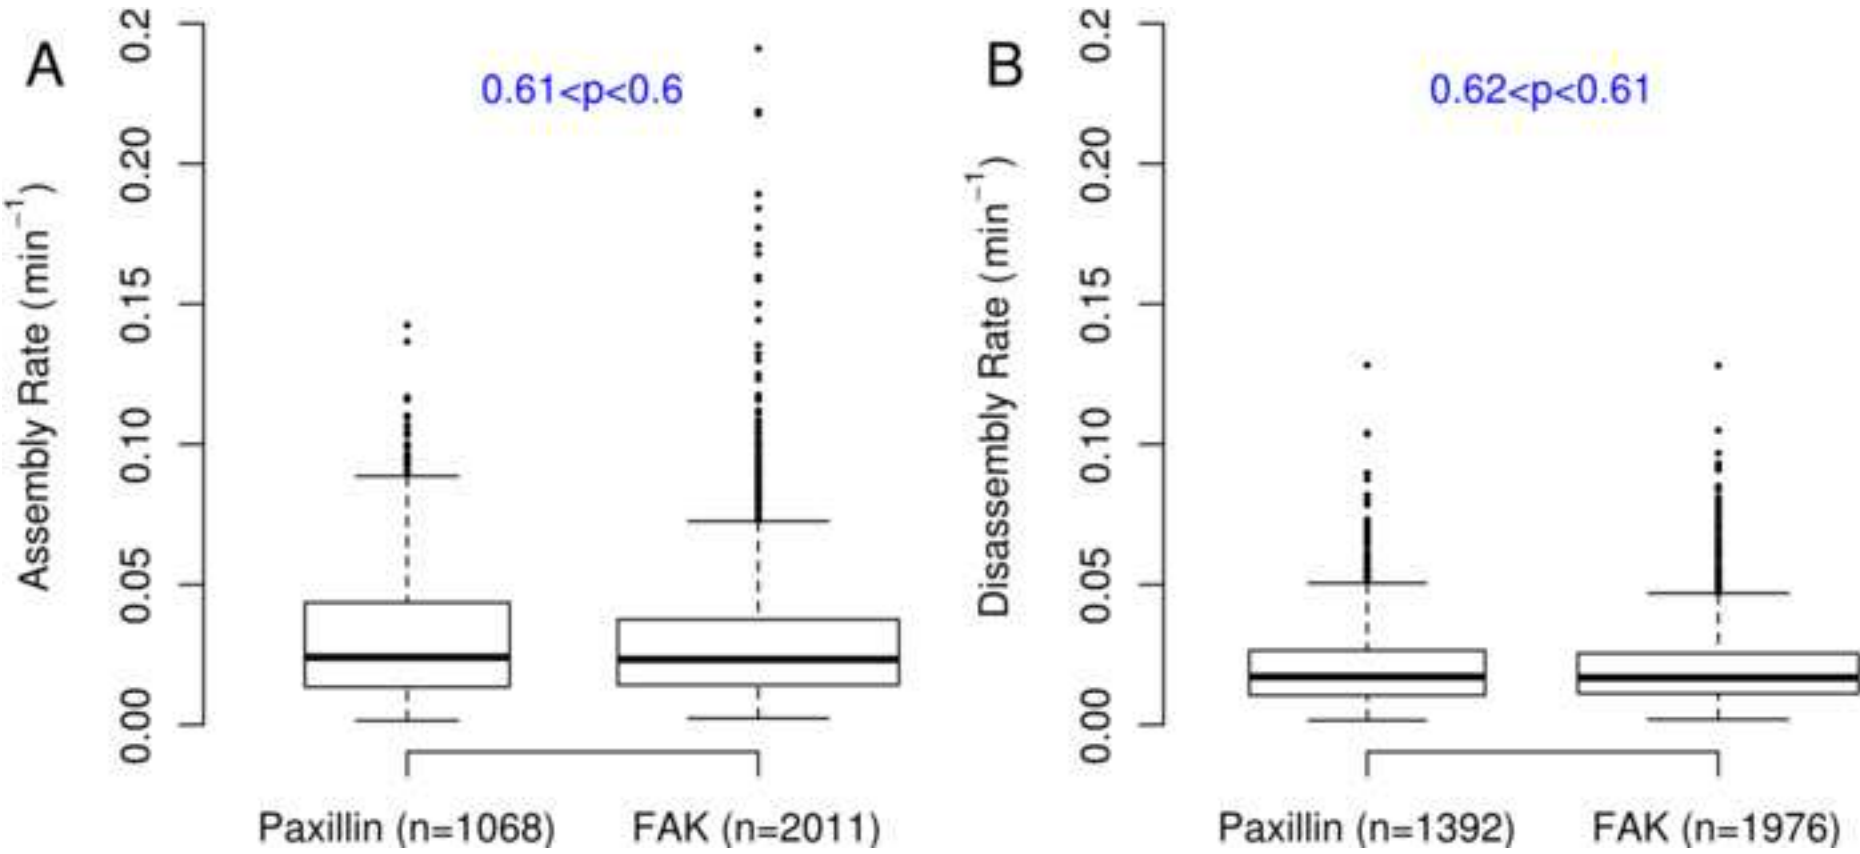 A
0.61<p<0.6
Assembly Rate (min⁻¹)
0.2
0.20
0.15
0.10
0.05
0.00
Paxillin (n=1068)
FAK (n=2011)
B
0.62<p<0.61
Disassembly Rate (min⁻¹)
0.2
0.20
0.15
0.10
0.05
0.00
Paxillin (n=1392)
FAK (n=1976)